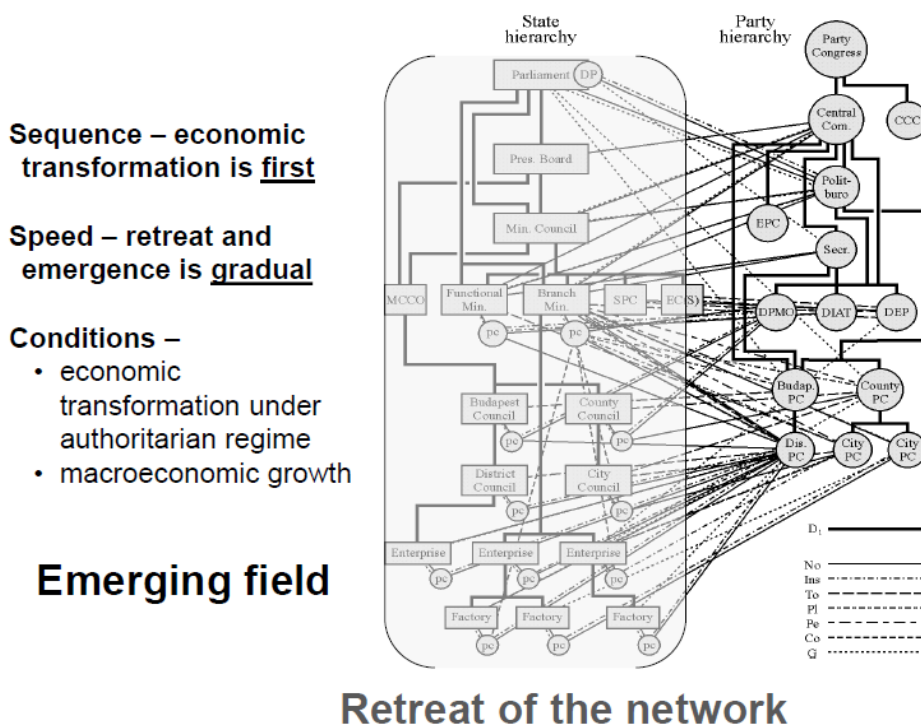 Sequence – economic
transformation is first
Speed – retreat and
emergence is gradual
Conditions –
• economic
transformation under
authoritarian regime
• macroeconomic growth
Emerging field
State
hierarchy
Party
hierarchy
Parliament
DP
Party
Congress
Central
Com.
CCC
Pres. Board
Polit-
buro
Min. Council
EPC
Secr.
MCCO
Functional
Min.
Branch
Min.
SPC
EC(S)
DPMO
DIAT
DEP
pc
pc
Budapest
Council
County
Council
Budap.
PC
County
PC
pc
pc
District
Council
City
Council
Dis.
PC
City
PC
City
PC
pc
pc
Enterprise
Enterprise
Enterprise
pc
pc
pc
Factory
Factory
Factory
pc
pc
pc
D₁
No
Ins
To
Pl
Pe
Co
G
Retreat of the network